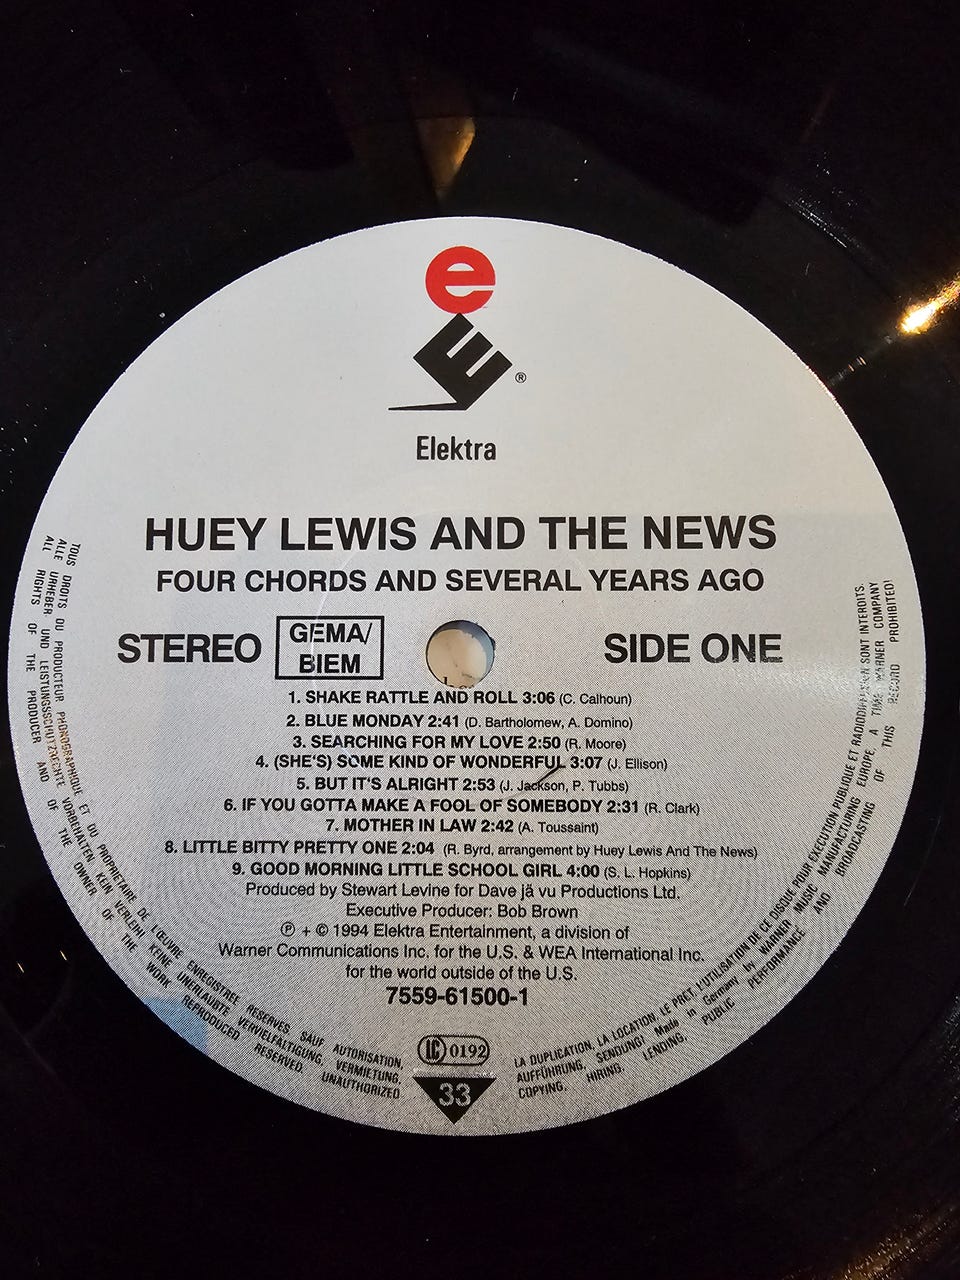 e
E ®
Elektra
HUEY LEWIS AND THE NEWS
FOUR CHORDS AND SEVERAL YEARS AGO
STEREO GEMA/ SIDE ONE
BIEM
1. SHAKE RATTLE AND ROLL 3:06 (C. Calhoun)
2. BLUE MONDAY 2:41 (D. Bartholomew, A. Domino)
3. SEARCHING FOR MY LOVE 2:50 (R. Moore)
4. (SHE'S) SOME KIND OF WONDERFUL 3:07 (J. Ellison)
5. BUT IT'S ALRIGHT 2:53 (J. Jackson, P. Tubbs)
6. IF YOU GOTTA MAKE A FOOL OF SOMEBODY 2:31 (R. Clark)
7. MOTHER IN LAW 2:42 (A. Toussaint)
8. LITTLE BITTY PRETTY ONE 2:04 (R. Byrd, arrangement by Huey Lewis And The News)
9. GOOD MORNING LITTLE SCHOOL GIRL 4:00 (S. L. Hopkins)
Produced by Stewart Levine for Dave jä vu Productions Ltd.
Executive Producer: Bob Brown
℗ + © 1994 Elektra Entertainment, a division of
Warner Communications Inc. for the U.S. & WEA International Inc.
for the world outside of the U.S.
7559-61500-1
LC 0192
33
TOUS DROITS DU PRODUCTEUR PHONOGRAPHIQUE ET DU PROPRIETAIRE DE L'ŒUVRE ENREGISTREE RESERVES SAUF AUTORISATION, LA DUPLICATION, LA LOCATION, LE PRET, L'UTILISATION DE CE DISQUE POUR EXECUTION PUBLIQUE ET RADIODIFFUSION SONT INTERDITS.
ALLE URHEBER UND LEISTUNGSSCHUTZRECHTE VORBEHALTEN KEIN VERLEIH! KEINE UNERLAUBTE VERVIELFÄLTIGUNG, VERMIETUNG, AUFFÜHRUNG, SENDUNG! Made in Germany by WARNER MUSIC MANUFACTURING EUROPE, A TIME WARNER COMPANY
ALL RIGHTS OF THE PRODUCER AND OF THE OWNER OF THE WORK REPRODUCED RESERVED. UNAUTHORIZED COPYING, HIRING, LENDING, PUBLIC PERFORMANCE AND BROADCASTING OF THIS RECORD PROHIBITED!